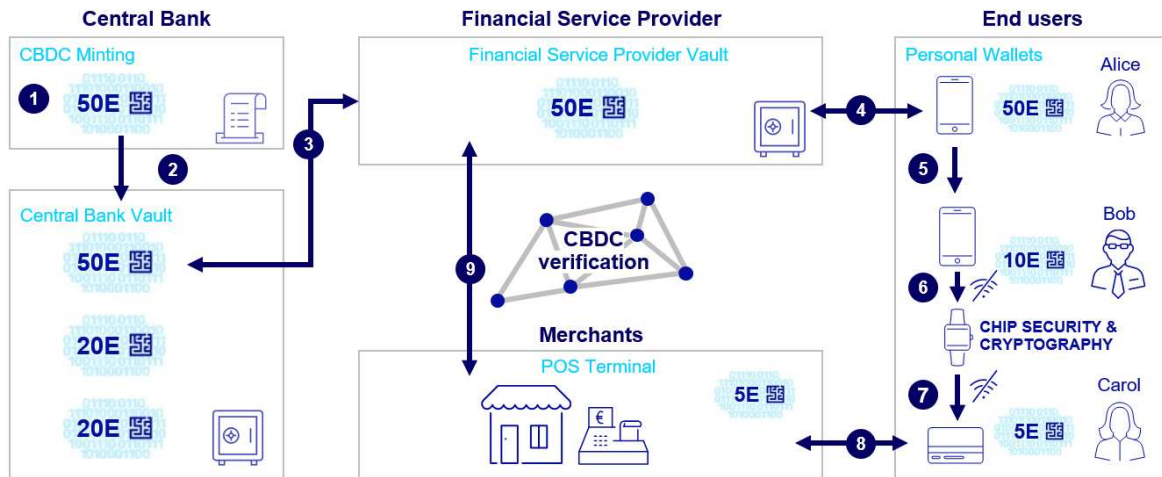 Central Bank
Financial Service Provider
End users
CBDC Minting
1
50E
2
Central Bank Vault
50E
20E
20E
3
Financial Service Provider Vault
50E
4
9
CBDC
verification
Merchants
POS Terminal
€
5E
8
Personal Wallets
Alice
50E
5
Bob
10E
6
CHIP SECURITY &
CRYPTOGRAPHY
7
Carol
5E